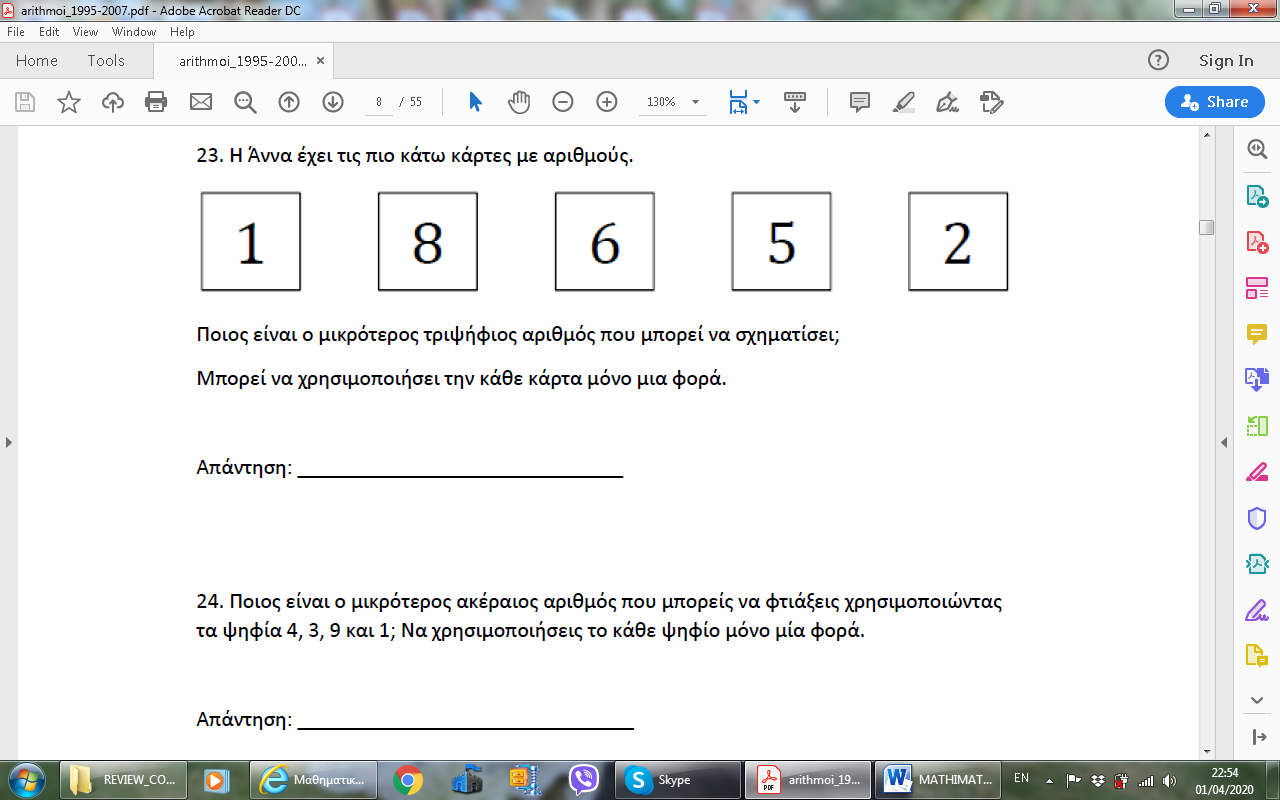 arithmoi_1995-2007.pdf - Adobe Acrobat Reader DC
File Edit View Window Help
Home Tools arithmoi_1995-200... × ? Sign In
8 / 55 130% Share
23. Η Άννα έχει τις πιο κάτω κάρτες με αριθμούς.
1 8 6 5 2
Ποιος είναι ο μικρότερος τριψήφιος αριθμός που μπορεί να σχηματίσει;
Μπορεί να χρησιμοποιήσει την κάθε κάρτα μόνο μια φορά.
Απάντηση: ______________________________
24. Ποιος είναι ο μικρότερος ακέραιος αριθμός που μπορείς να φτιάξεις χρησιμοποιώντας
τα ψηφία 4, 3, 9 και 1; Να χρησιμοποιήσεις το κάθε ψηφίο μόνο μία φορά.
Απάντηση: _______________________________
REVIEW_CO... Μαθηματικ... Skype arithmoi_19... MATHIMAT... EN 22:54
01/04/2020